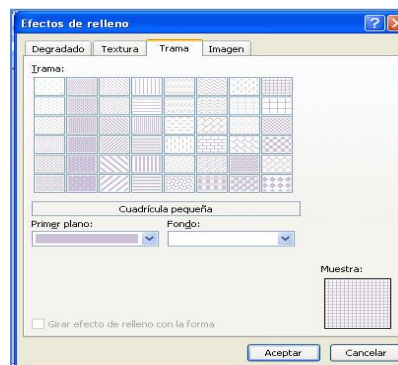 Efectos de relleno
Degradado Textura Trama Imagen
Trama:
Cuadrícula pequeña
Primer plano: Fondo:
Muestra:
Girar efecto de relleno con la forma
Aceptar Cancelar